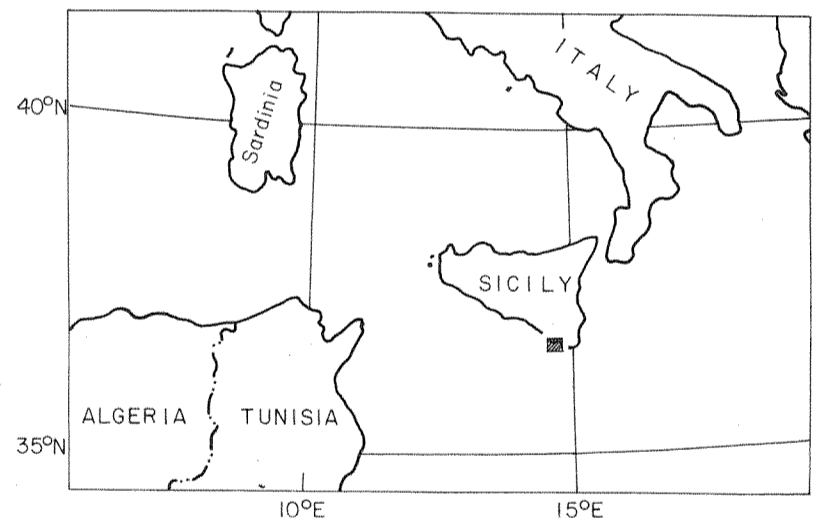 ITALY
40°N
Sardinia
SICILY
ALGERIA
TUNISIA
35°N
10°E
15°E